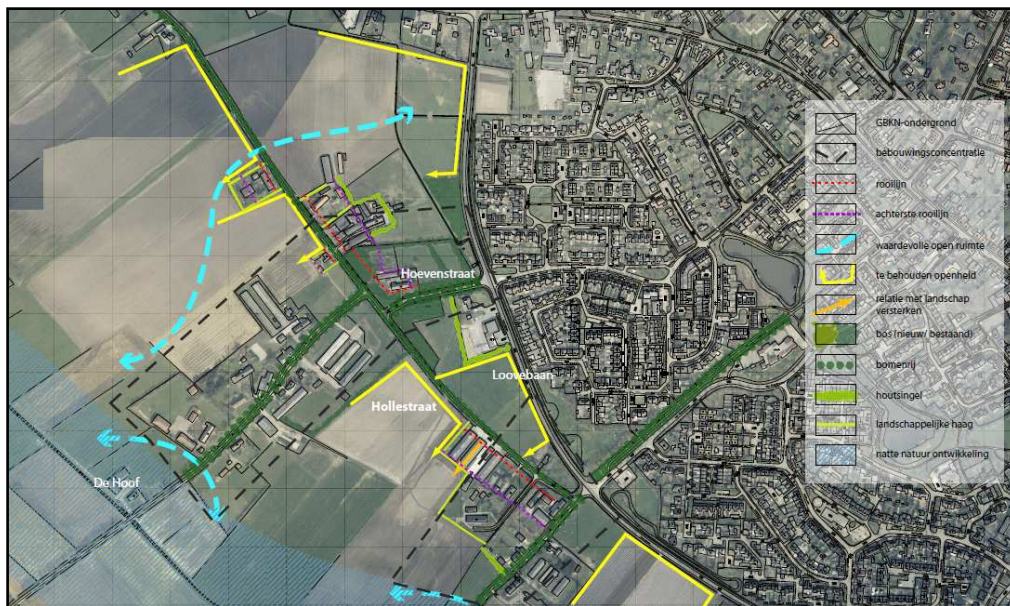 GBKN-ondergrond
bebouwingsconcentratie
rooilijn
achterste rooilijn
waardevolle open ruimte
te behouden openheid
relatie met landschap
versterken
bos (nieuw/ bestaand)
bomenrij
houtsingel
landschappelijke haag
natte natuur ontwikkeling
Hoevenstraat
Loovebaan
Hollestraat
De Hoof